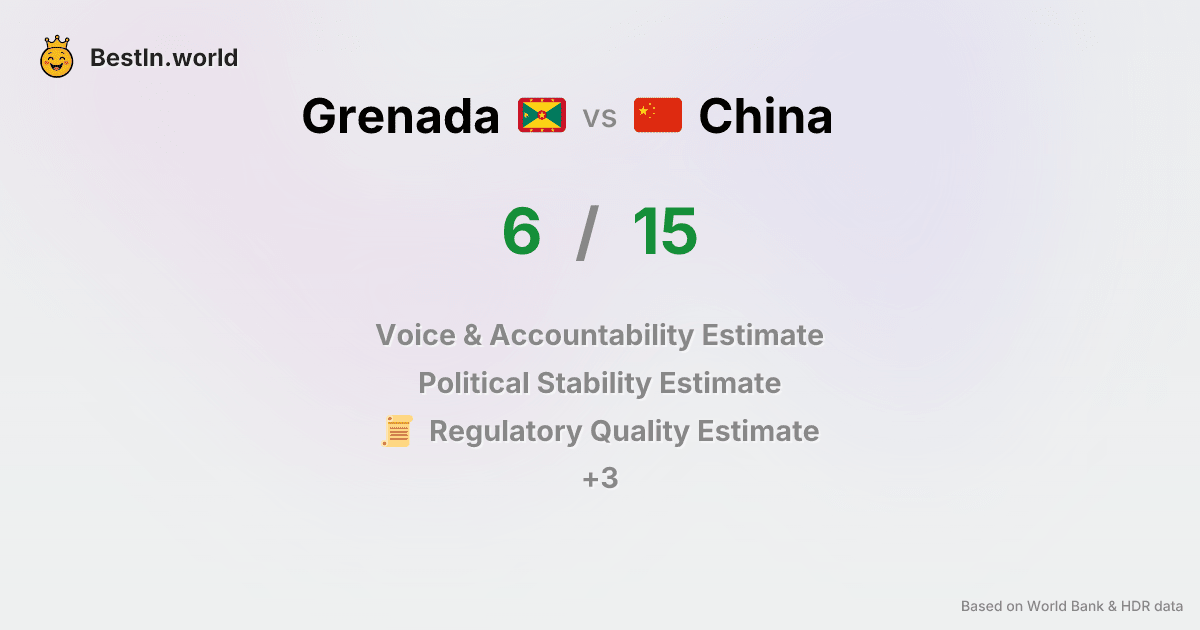 BestIn.world
Grenada vs China
6 / 15
Voice & Accountability Estimate
Political Stability Estimate
Regulatory Quality Estimate
+3
Based on World Bank & HDR data